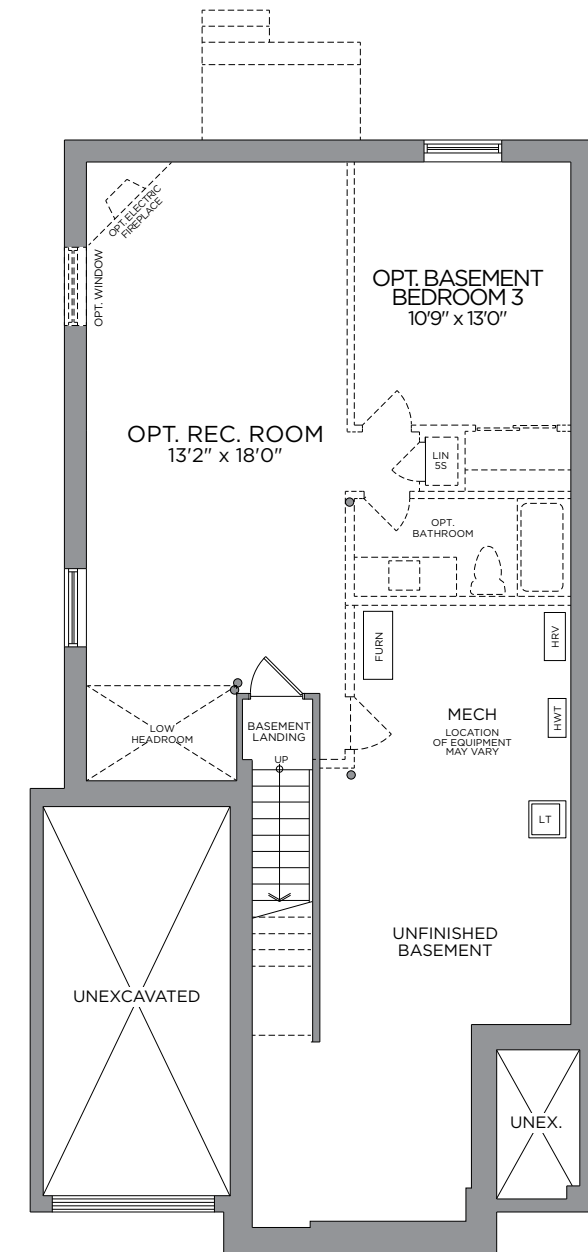 OPT. ELECTRIC
FIREPLACE
OPT. WINDOW
OPT. BASEMENT
BEDROOM 3
10'9" x 13'0"
OPT. REC. ROOM
13'2" x 18'0"
LIN
5S
OPT.
BATHROOM
FURN
HRV
HWT
MECH
LOCATION
OF EQUIPMENT
MAY VARY
LOW
HEADROOM
BASEMENT
LANDING
UP
LT
UNFINISHED
BASEMENT
UNEXCAVATED
UNEX.